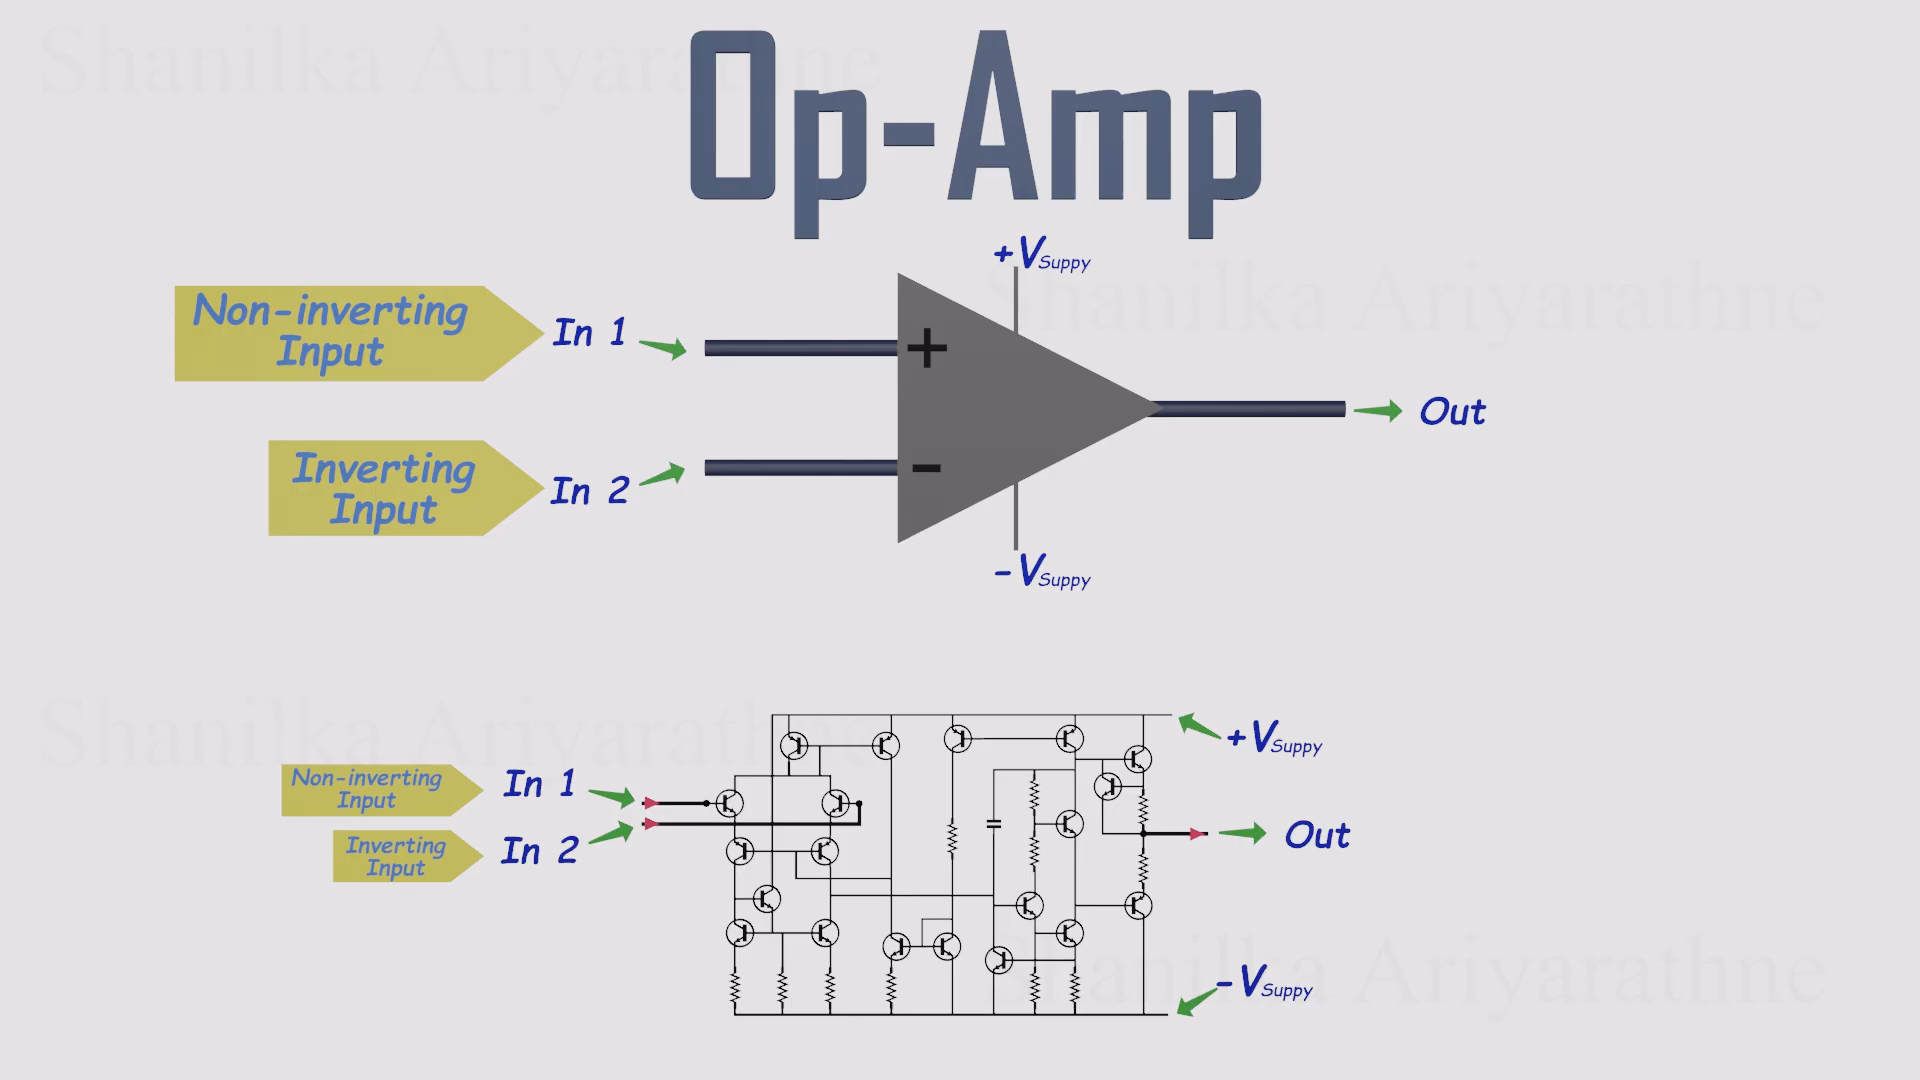 Shanilka Ariyarathne
Op-Amp
+VSuppy
Shanilka Ariyarathne
Non-inverting
Input
In 1
+
Out
Inverting
Input
In 2
-
-VSuppy
Shanilka Ariyarathne
+VSuppy
Non-inverting
Input
In 1
Out
Inverting
Input
In 2
Shanilka Ariyarathne
-VSuppy